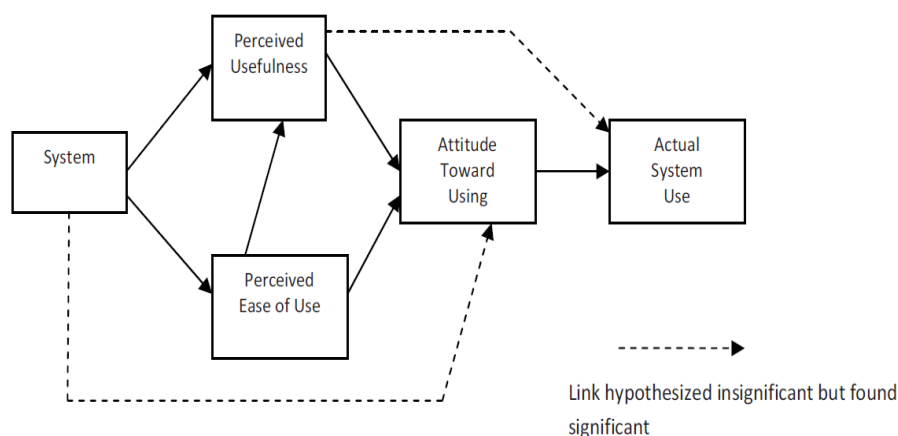 Perceived
Usefulness
System
Attitude
Toward
Using
Actual
System
Use
Perceived
Ease of Use
Link hypothesized insignificant but found
significant